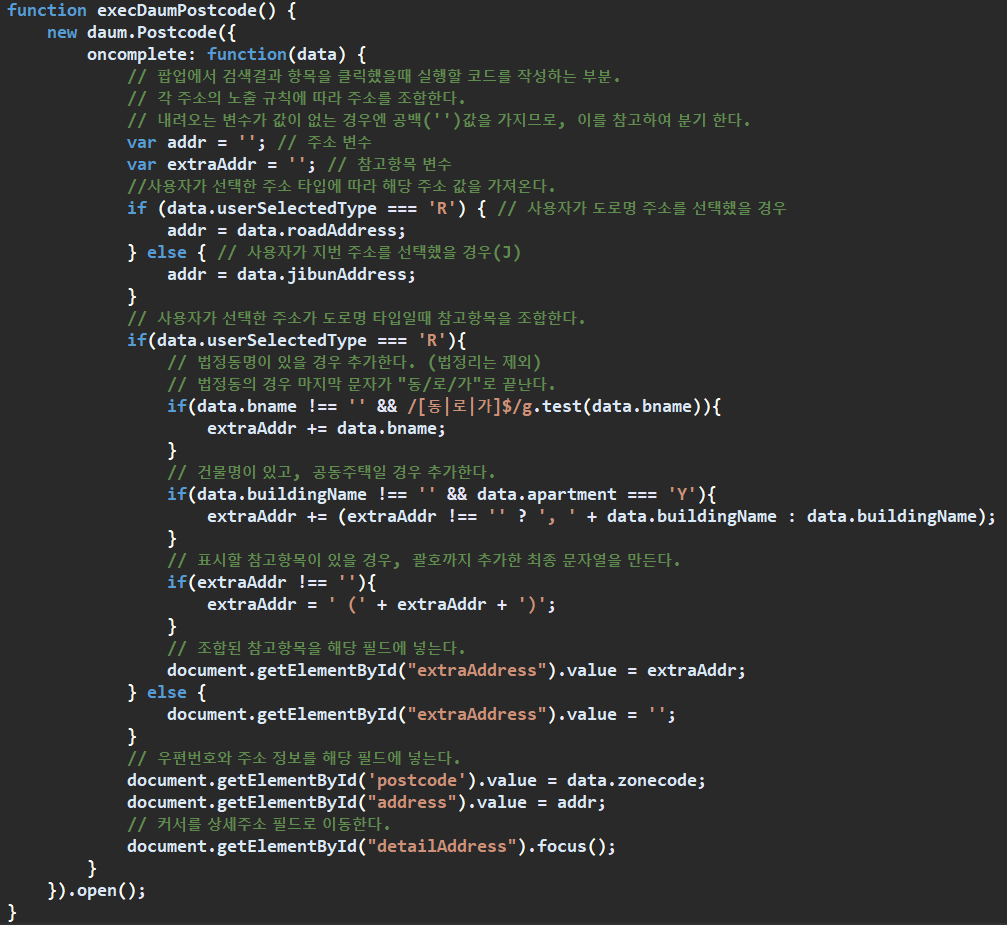 function execDaumPostcode() {
    new daum.Postcode({
        oncomplete: function(data) {
            // 팝업에서 검색결과 항목을 클릭했을때 실행할 코드를 작성하는 부분.
            // 각 주소의 노출 규칙에 따라 주소를 조합한다.
            // 내려오는 변수가 값이 없는 경우엔 공백('')값을 가지므로, 이를 참고하여 분기 한다.
            var addr = ''; // 주소 변수
            var extraAddr = ''; // 참고항목 변수
            //사용자가 선택한 주소 타입에 따라 해당 주소 값을 가져온다.
            if (data.userSelectedType === 'R') { // 사용자가 도로명 주소를 선택했을 경우
                addr = data.roadAddress;
            } else { // 사용자가 지번 주소를 선택했을 경우(J)
                addr = data.jibunAddress;
            }
            // 사용자가 선택한 주소가 도로명 타입일때 참고항목을 조합한다.
            if(data.userSelectedType === 'R'){
                // 법정동명이 있을 경우 추가한다. (법정리는 제외)
                // 법정동의 경우 마지막 문자가 "동/로/가"로 끝난다.
                if(data.bname !== '' && /[동|로|가]$/g.test(data.bname)){
                    extraAddr += data.bname;
                }
                // 건물명이 있고, 공동주택일 경우 추가한다.
                if(data.buildingName !== '' && data.apartment === 'Y'){
                    extraAddr += (extraAddr !== '' ? ', ' + data.buildingName : data.buildingName);
                }
                // 표시할 참고항목이 있을 경우, 괄호까지 추가한 최종 문자열을 만든다.
                if(extraAddr !== ''){
                    extraAddr = ' (' + extraAddr + ')';
                }
                // 조합된 참고항목을 해당 필드에 넣는다.
                document.getElementById("extraAddress").value = extraAddr;
            } else {
                document.getElementById("extraAddress").value = '';
            }
            // 우편번호와 주소 정보를 해당 필드에 넣는다.
            document.getElementById('postcode').value = data.zonecode;
            document.getElementById("address").value = addr;
            // 커서를 상세주소 필드로 이동한다.
            document.getElementById("detailAddress").focus();
        }
    }).open();
}